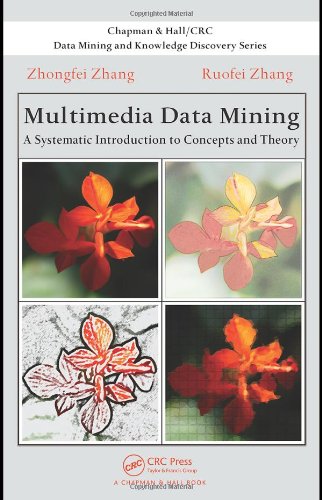 Chapman & Hall/CRC
Data Mining and Knowledge Discovery Series
Zhongfei Zhang Ruofei Zhang
Multimedia Data Mining
A Systematic Introduction to Concepts and Theory
CRC Press
Taylor & Francis Group
A CHAPMAN & HALL BOOK